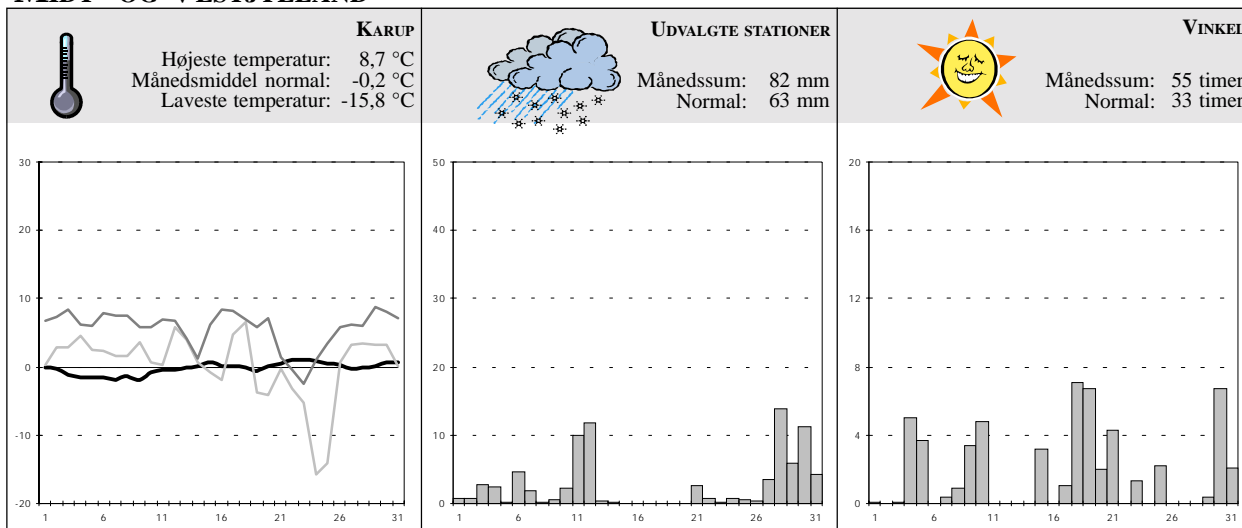 KARUP
Højeste temperatur: 8,7 °C
Månedsmiddel normal: -0,2 °C
Laveste temperatur: -15,8 °C
UDVALGTE STATIONER
Månedssum: 82 mm
Normal: 63 mm
VINKEL
Månedssum: 55 timer
Normal: 33 timer
30
20
10
0
-10
-20
1 6 11 16 21 26 31
50
40
30
20
10
0
1 6 11 16 21 26 31
20
16
12
8
4
0
1 6 11 16 21 26 31